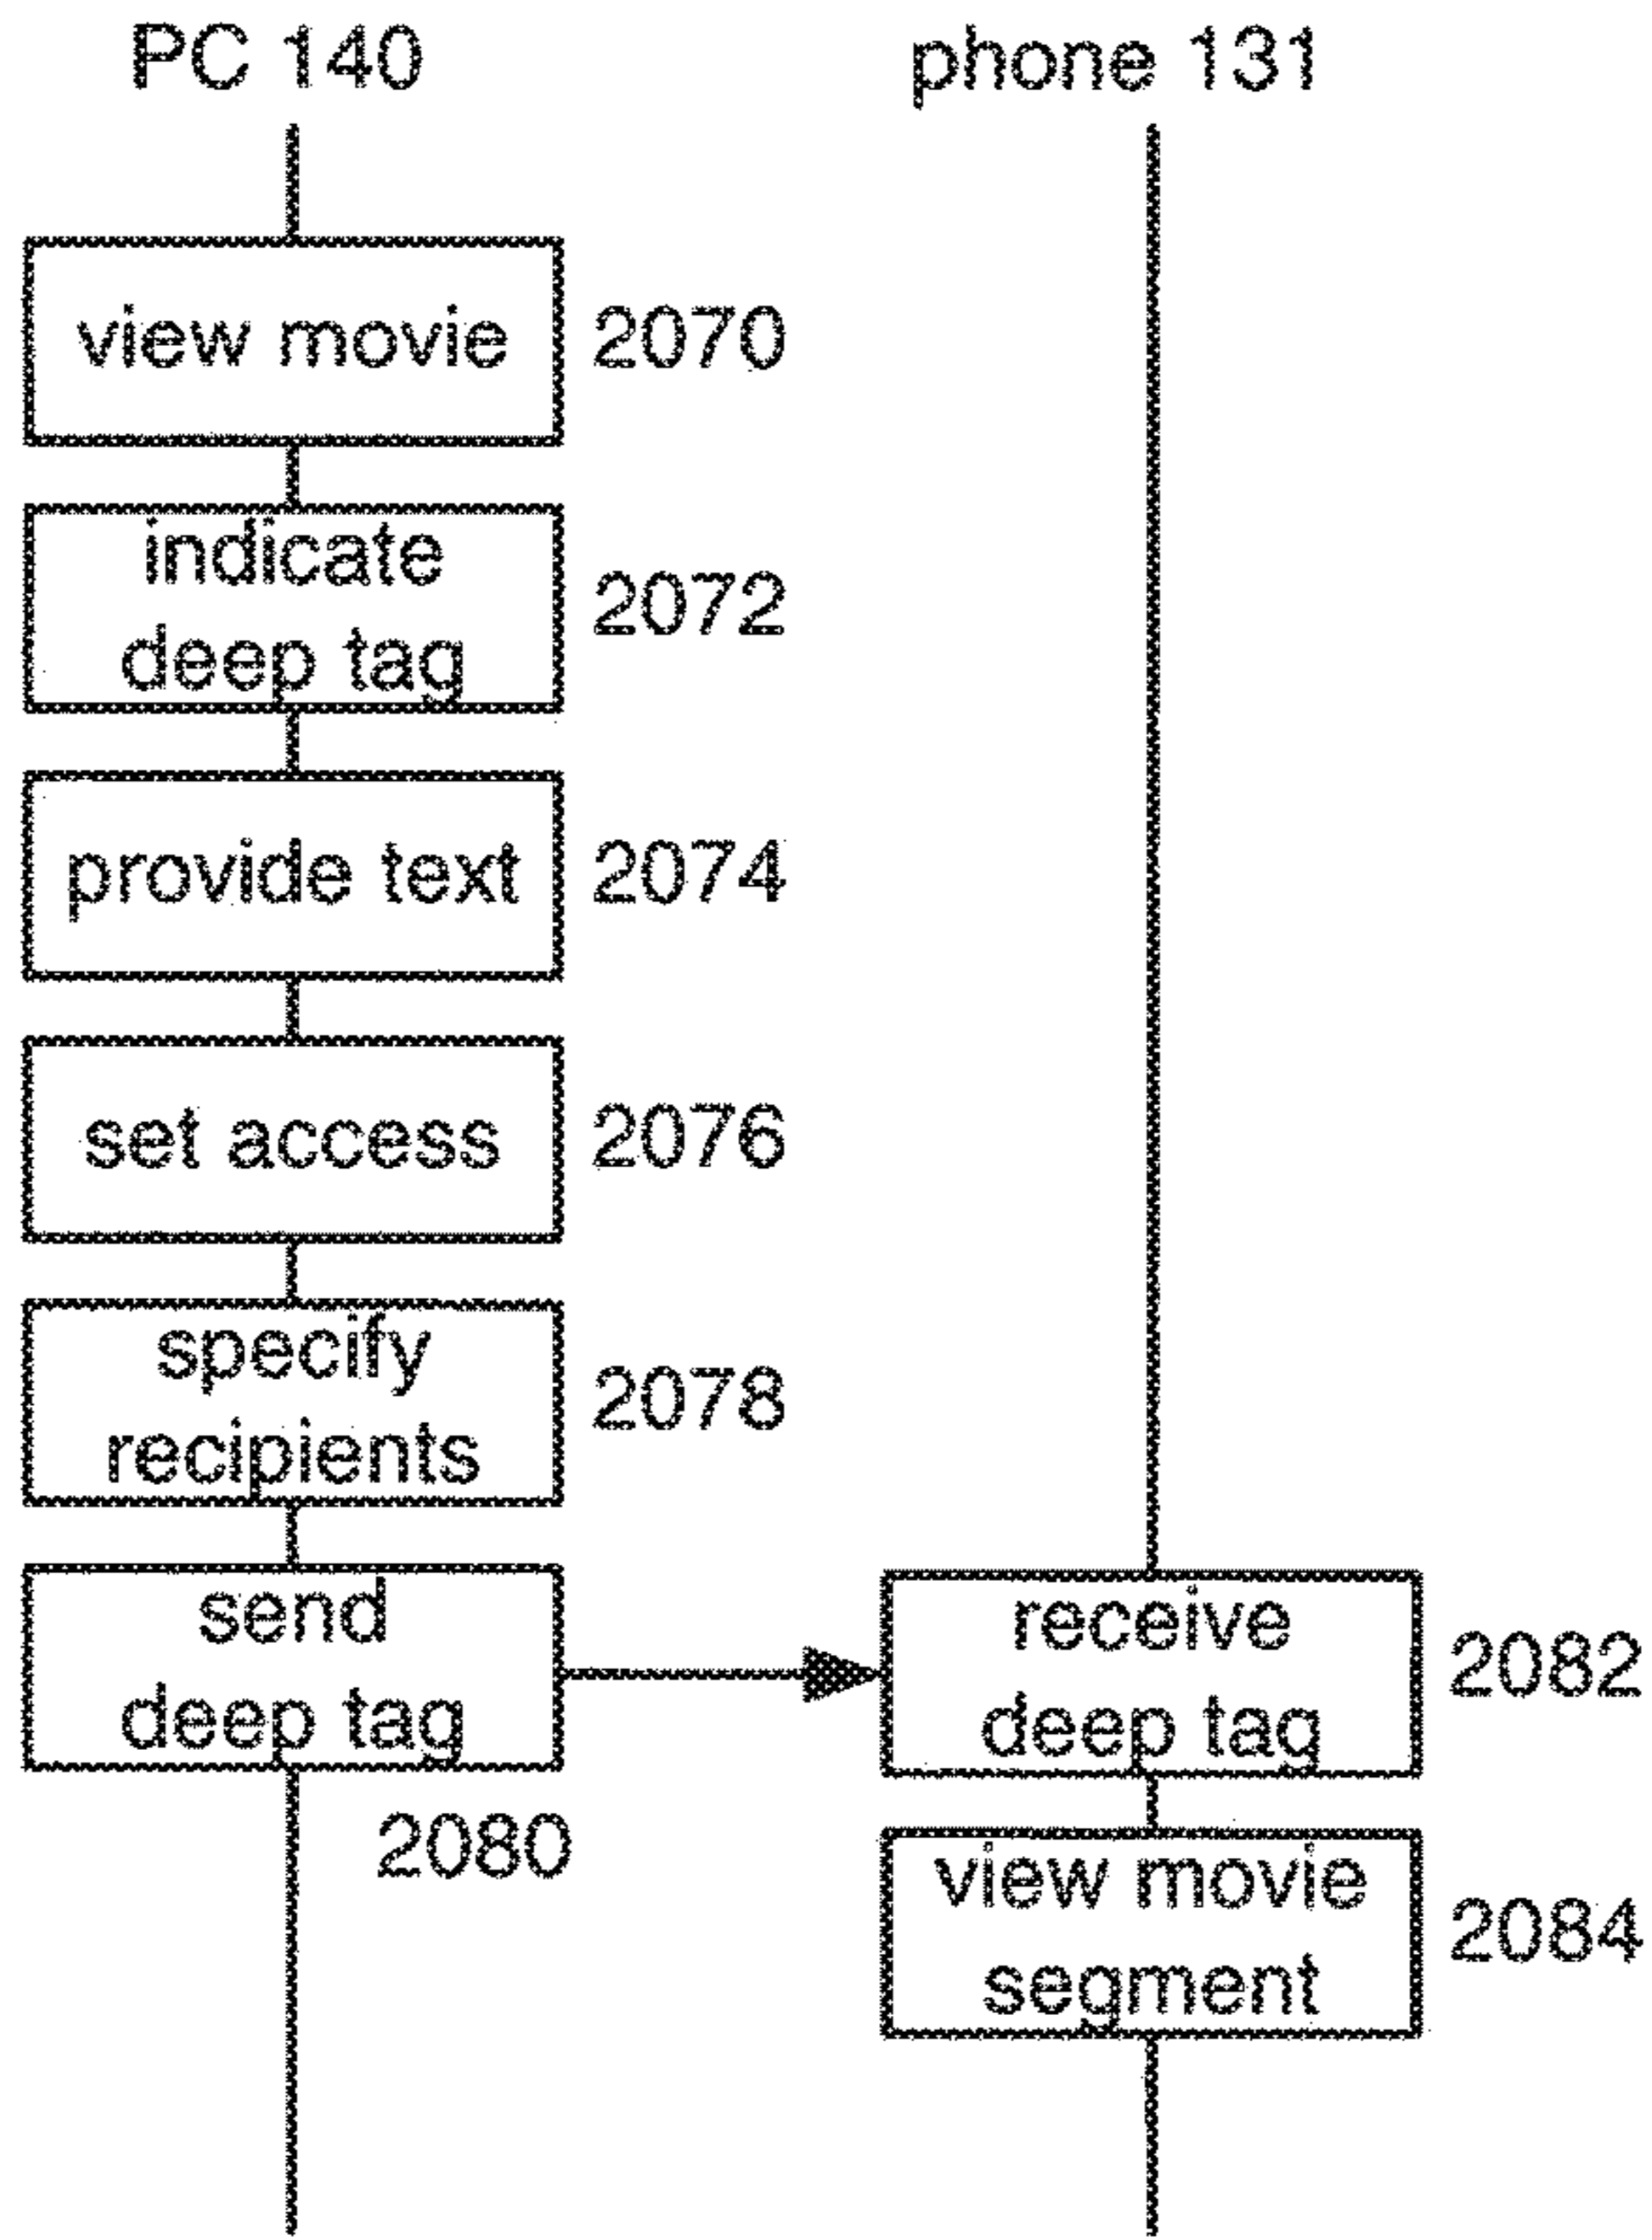 PC 140
phone 131
view movie
2070
indicate
deep tag
2072
provide text
2074
set access
2076
specify
recipients
2078
send
deep tag
2080
receive
deep tag
2082
view movie
segment
2084